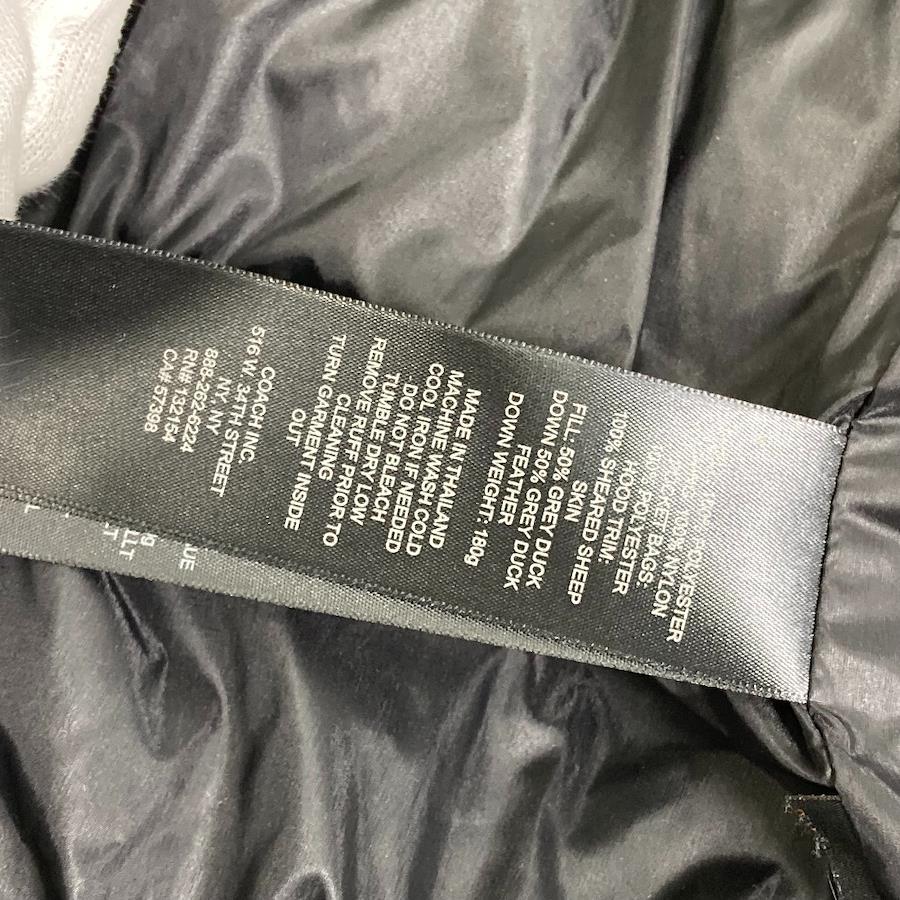 100% POLYESTER
100% NYLON
POCKET BAGS:
100% POLYESTER
HOOD TRIM:
100% SHEARED SHEEP
SKIN
FILL: 50% GREY DUCK
DOWN 50% GREY DUCK
FEATHER
DOWN WEIGHT: 160g
MADE IN THAILAND
MACHINE WASH COLD
COOL IRON IF NEEDED
DO NOT BLEACH
TUMBLE DRY LOW
REMOVE RUFF PRIOR TO
CLEANING
TURN GARMENT INSIDE
OUT
COACH INC.
516 W. 34TH STREET
NY. NY
888-262-6224
RN# 132154
CA# 57398